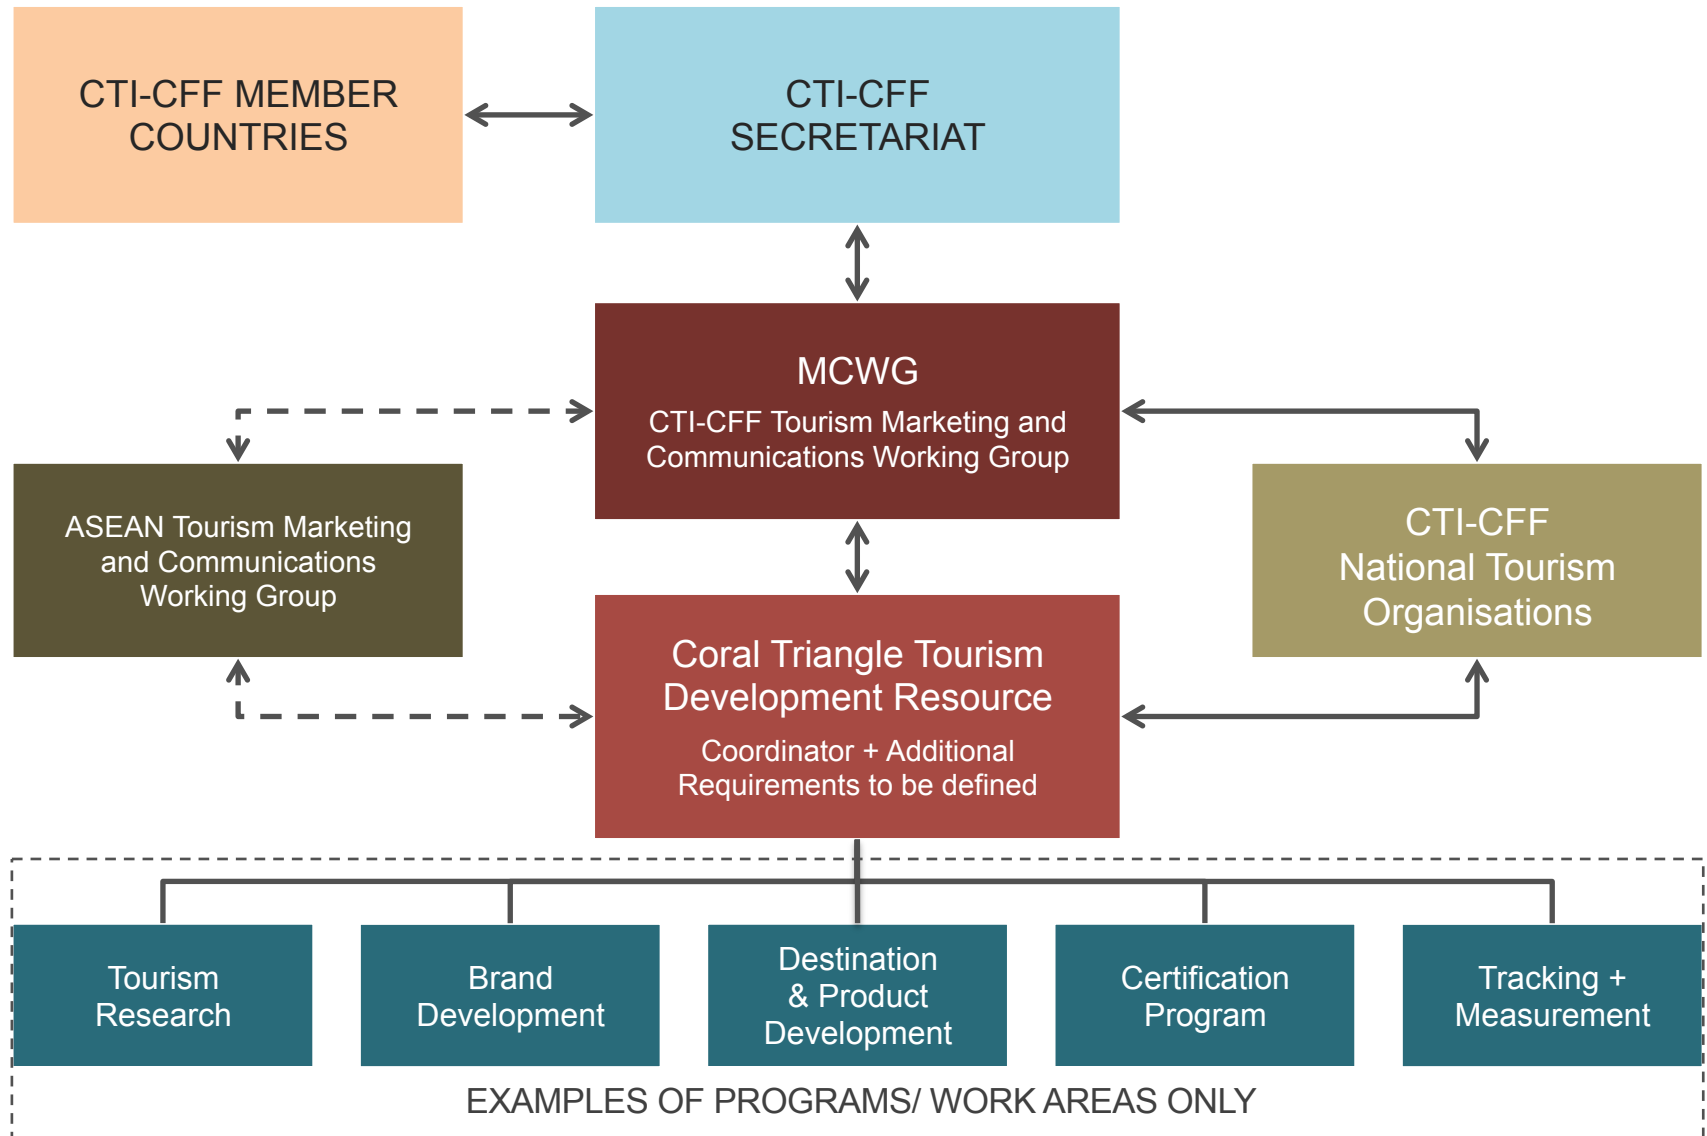 CTI-CFF MEMBER
COUNTRIES
CTI-CFF
SECRETARIAT
MCWG
CTI-CFF Tourism Marketing and
Communications Working Group
ASEAN Tourism Marketing
and Communications
Working Group
CTI-CFF
National Tourism
Organisations
Coral Triangle Tourism
Development Resource
Coordinator + Additional
Requirements to be defined
Tourism
Research
Brand
Development
Destination
& Product
Development
Certification
Program
Tracking +
Measurement
EXAMPLES OF PROGRAMS/ WORK AREAS ONLY